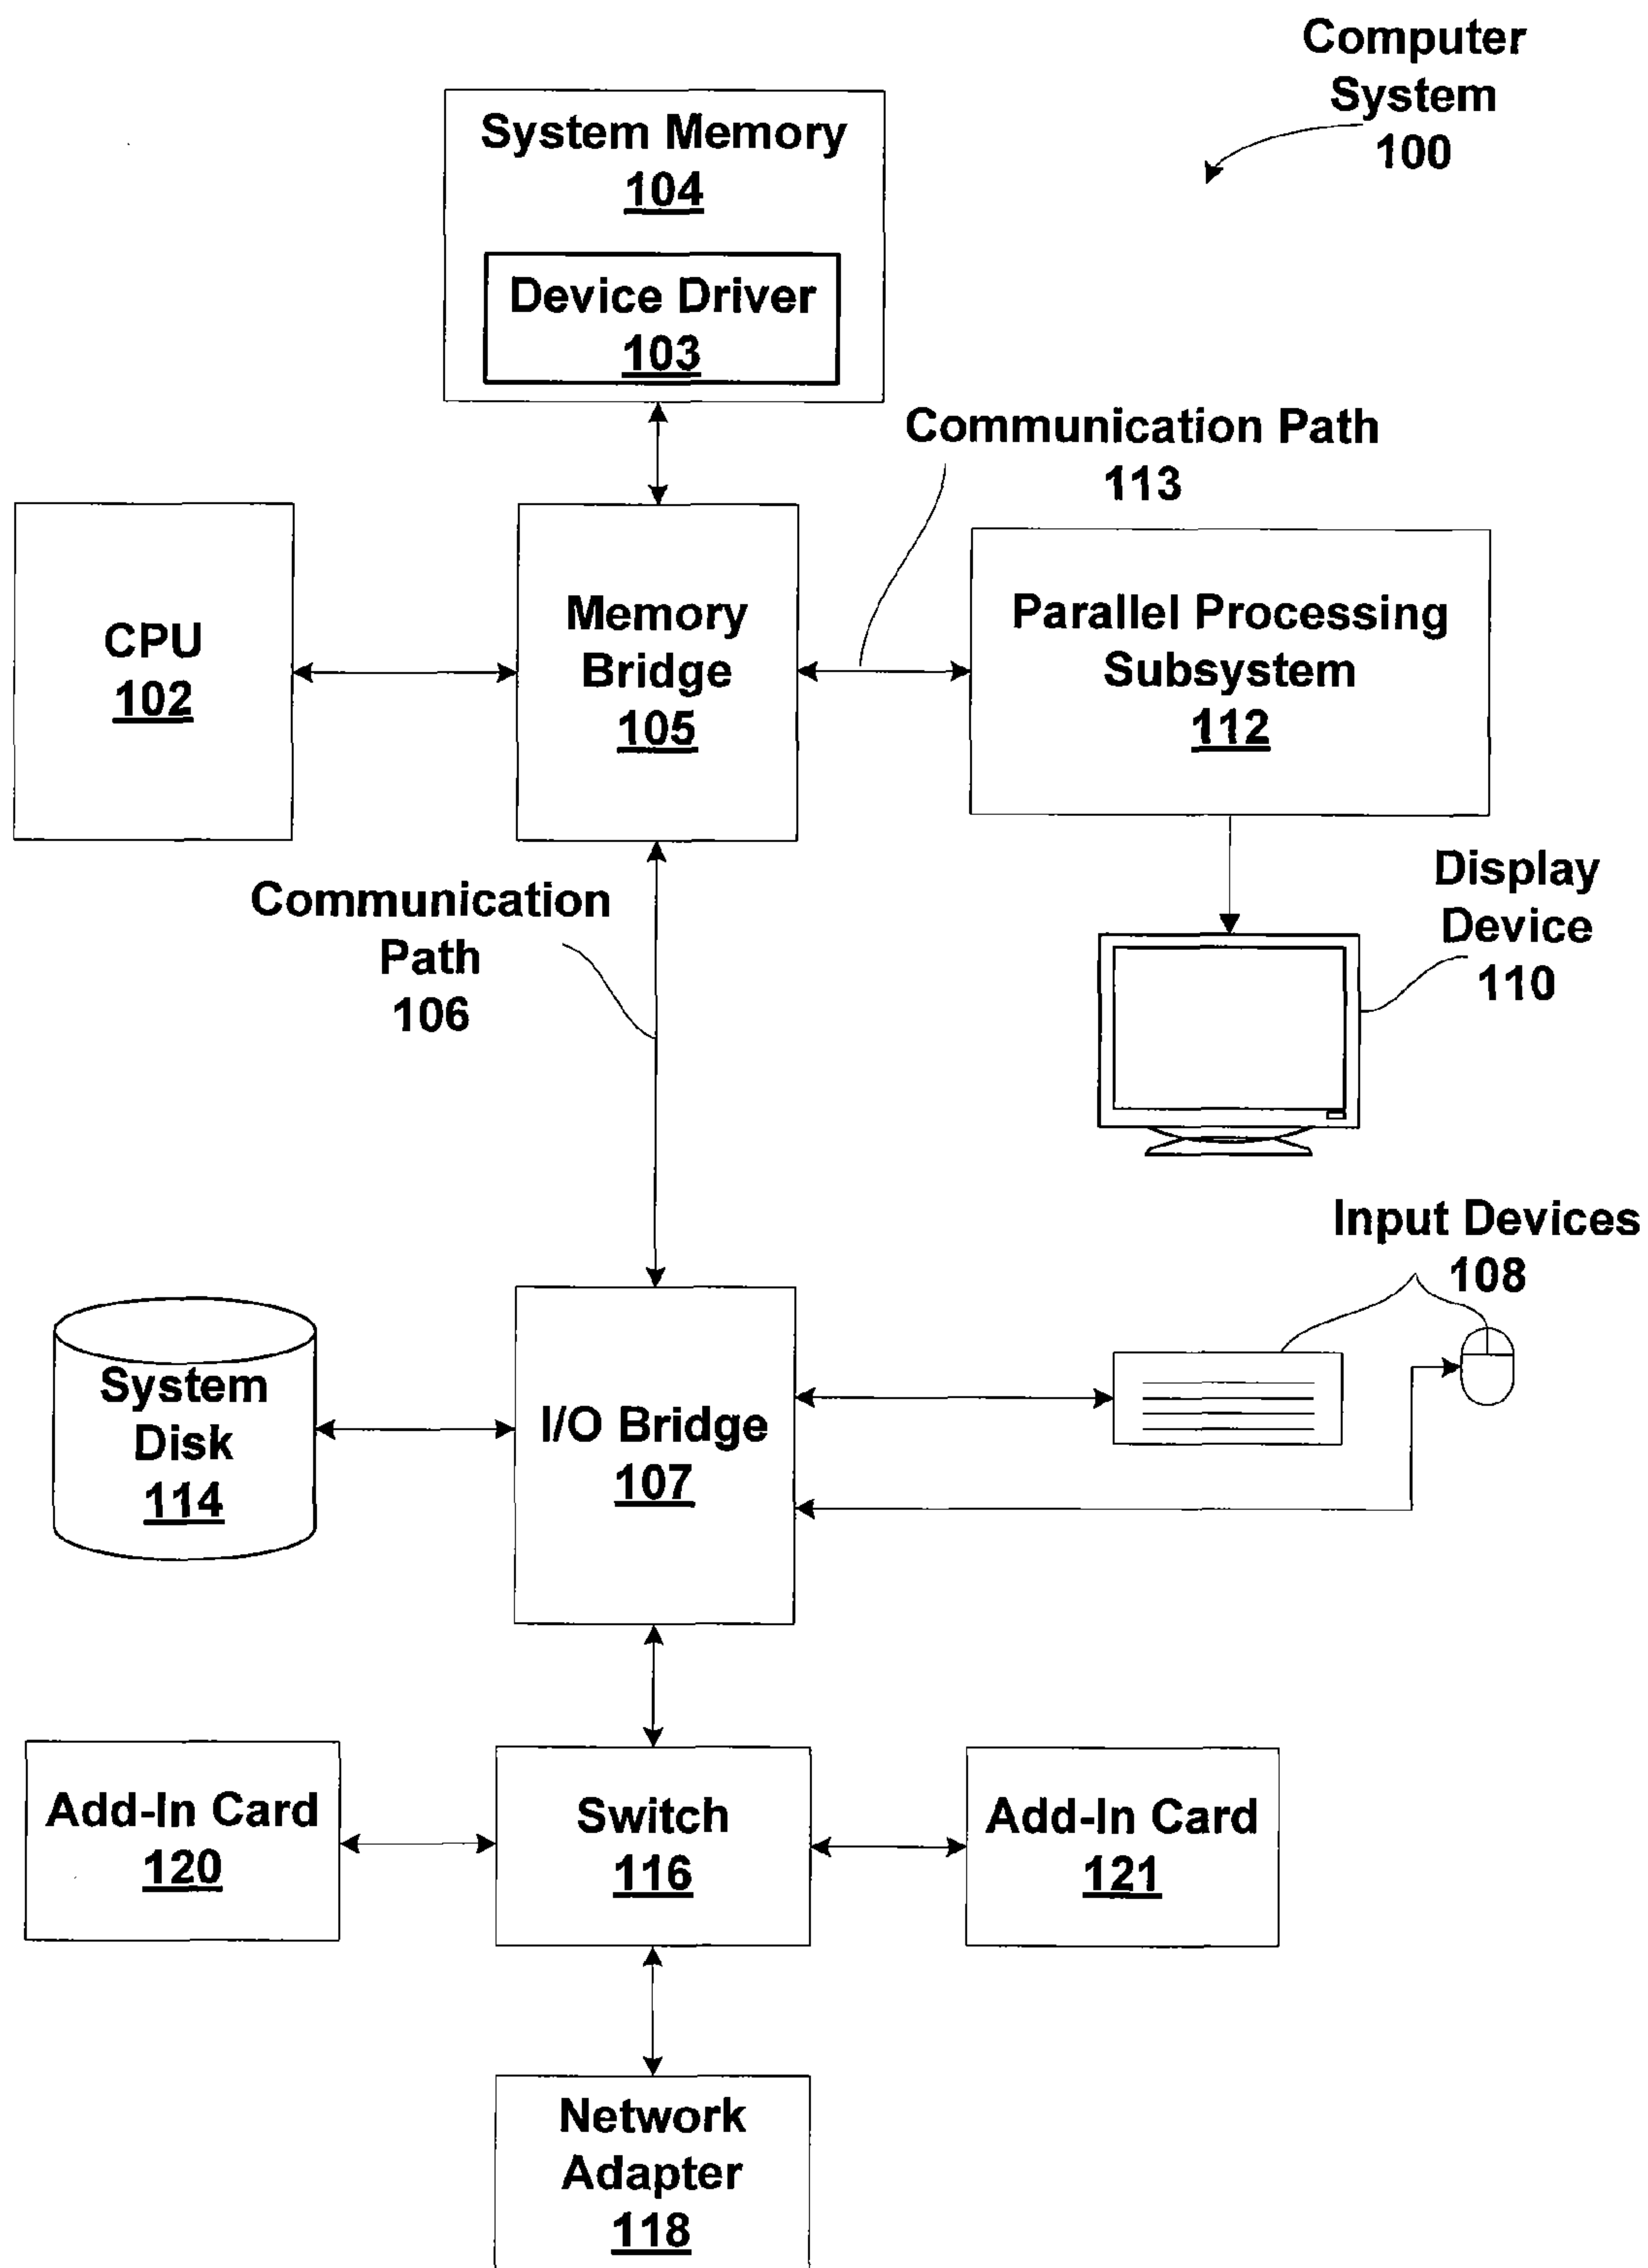 Computer
System
100
System Memory
104
Device Driver
103
Communication Path
113
CPU
102
Memory
Bridge
105
Parallel Processing
Subsystem
112
Communication
Path
106
Display
Device
110
Input Devices
108
System
Disk
114
I/O Bridge
107
Add-In Card
120
Switch
116
Add-In Card
121
Network
Adapter
118